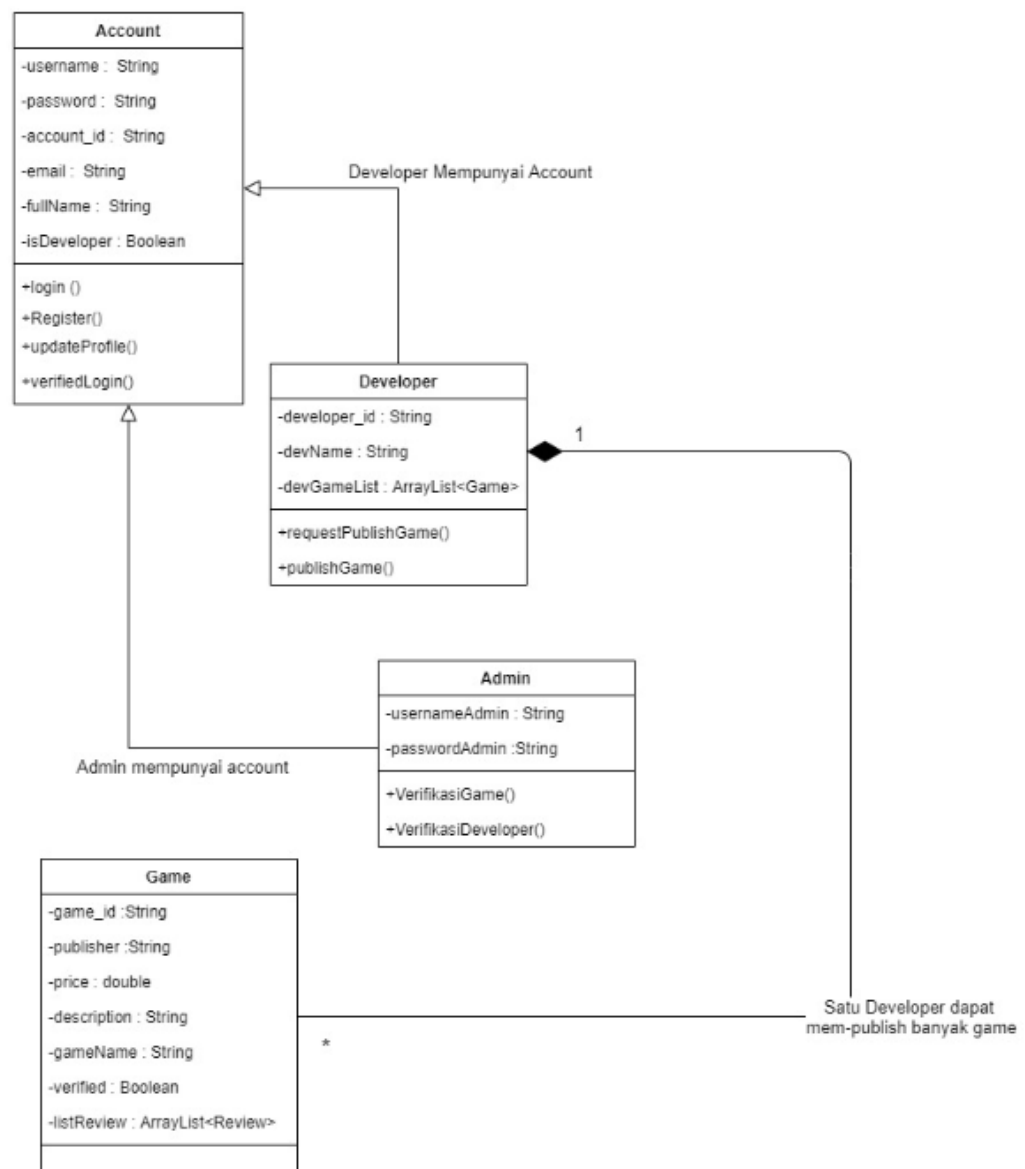 Account
-username : String
-password : String
-account_id : String
-email : String
-fullName : String
-isDeveloper : Boolean
+login ()
+Register()
+updateProfile()
+verifiedLogin()
Developer Mempunyai Account
Developer
-developer_id : String
-devName : String
-devGameList : ArrayList<Game>
+requestPublishGame()
+publishGame()
1
Admin
-usernameAdmin : String
-passwordAdmin :String
+VerifikasiGame()
+VerifikasiDeveloper()
Admin mempunyai account
Game
-game_id :String
-publisher :String
-price : double
-description : String
-gameName : String
-verified : Boolean
-listReview : ArrayList<Review>
*
Satu Developer dapat
mem-publish banyak game